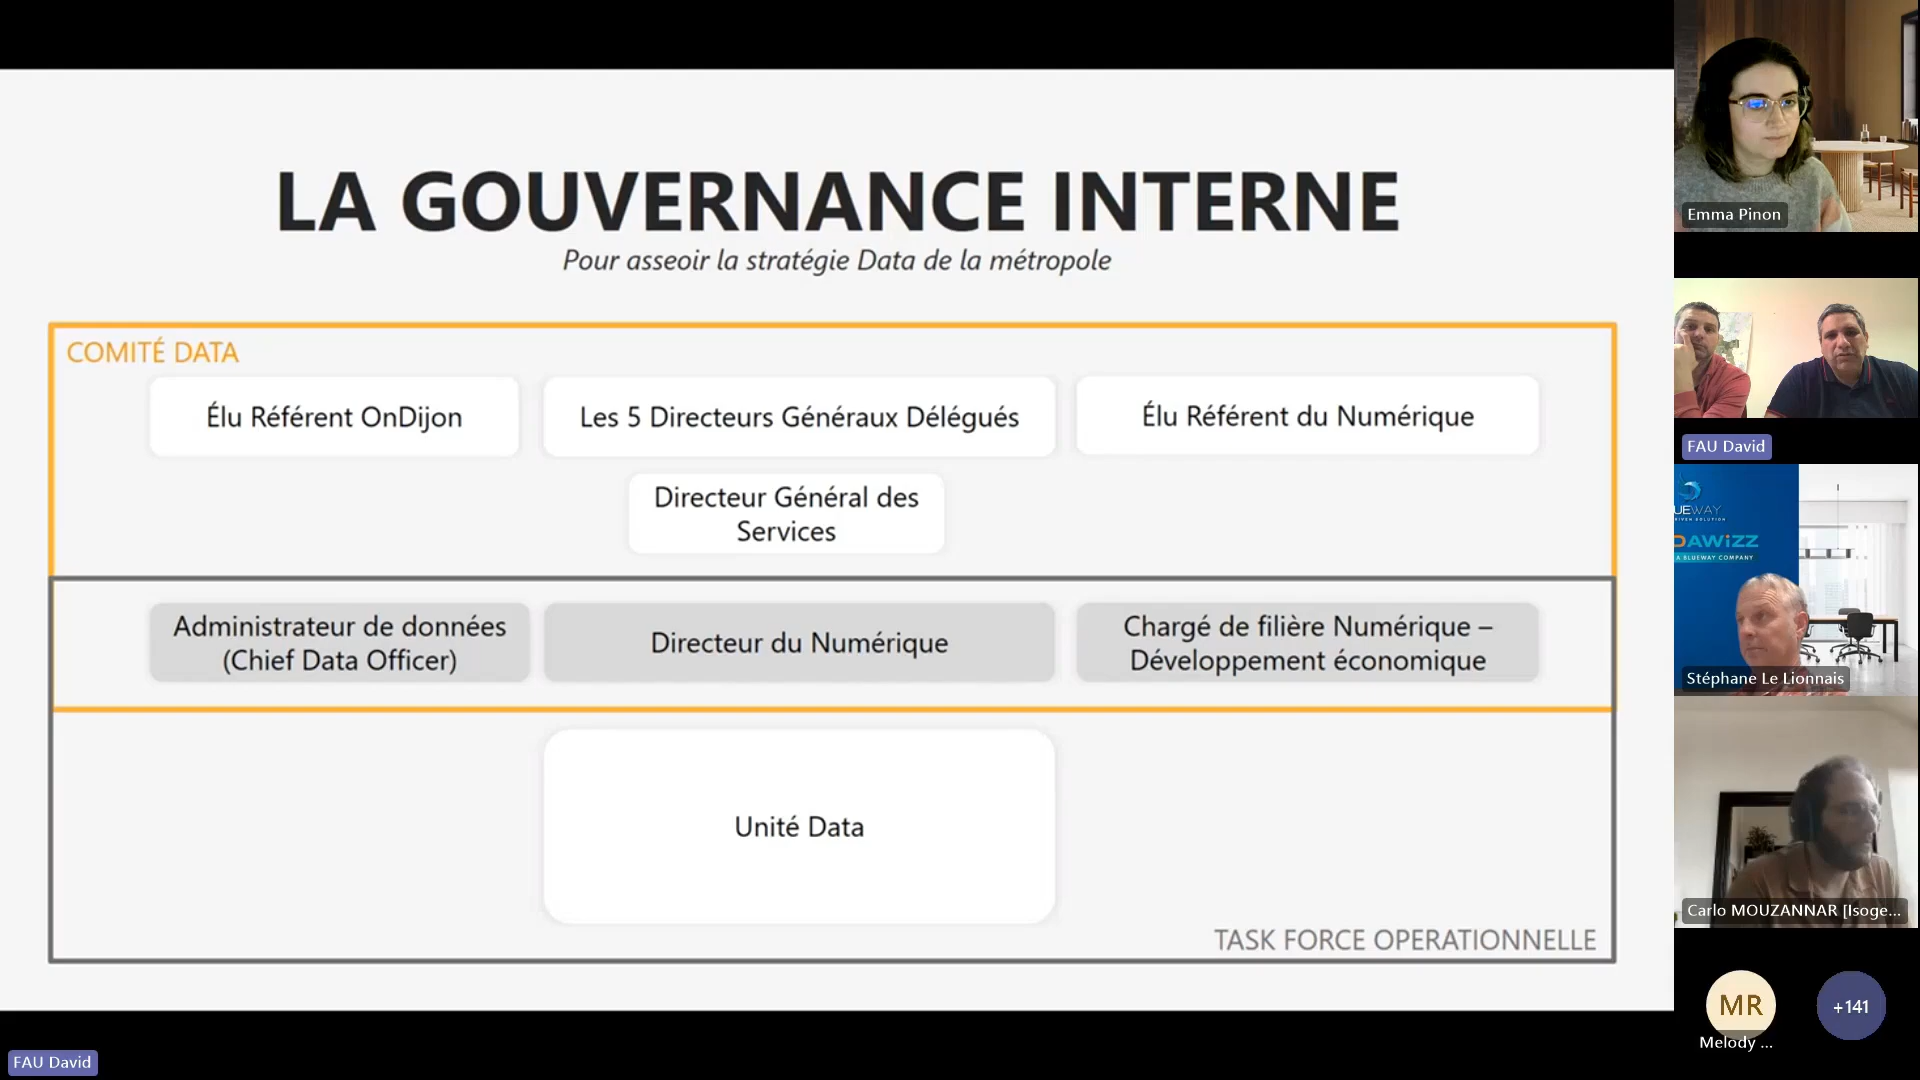 LA GOUVERNANCE INTERNE
Pour asseoir la stratégie Data de la métropole
COMITÉ DATA
Élu Référent OnDijon
Les 5 Directeurs Généraux Délégués
Élu Référent du Numérique
Directeur Général des
Services
Administrateur de données
(Chief Data Officer)
Directeur du Numérique
Chargé de filière Numérique –
Développement économique
Unité Data
TASK FORCE OPERATIONNELLE
FAU David
Emma Pinon
FAU David
UEWAY
DAWIZZ
A BLUEWAY COMPANY
Stéphane Le Lionnais
Carlo MOUZANNAR [Isoge...
MR
Melody ...
+141